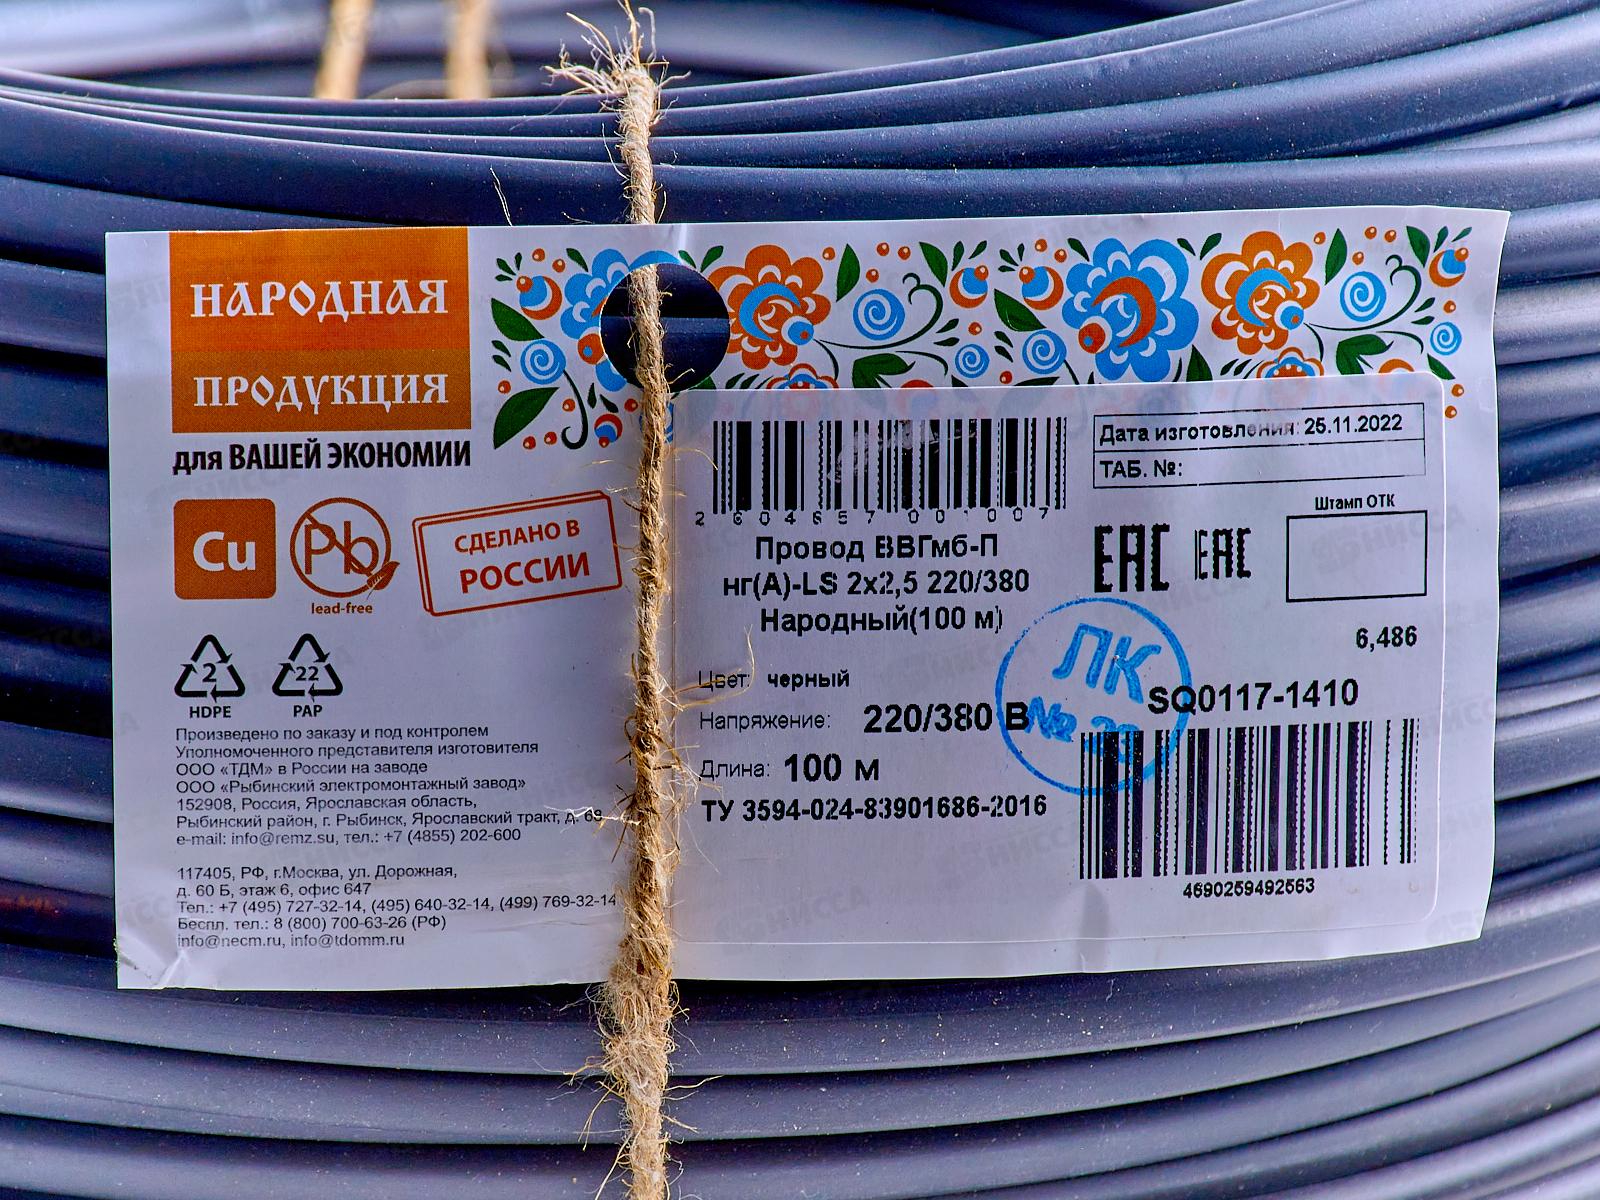 НАРОДНАЯ
ПРОДУКЦИЯ
для ВАШЕЙ ЭКОНОМИИ
Cu
Pb
lead-free
СДЕЛАНО В
РОССИИ
2
HDPE
22
PAP
Произведено по заказу и под контролем
Уполномоченного представителя изготовителя
ООО «ТДМ» в России на заводе
ООО «Рыбинский электромонтажный завод»
152908, Россия, Ярославская область,
Рыбинский район, г. Рыбинск, Ярославский тракт, д.
e-mail: info@remz.su, тел.: +7 (4855) 202-600
117405, РФ, г.Москва, ул. Дорожная,
д. 60 Б, этаж 6, офис 647
Тел.: +7 (495) 727-32-14, (495) 640-32-14, (499) 769-32-14
Беспл. тел.: 8 (800) 700-63-26 (РФ)
info@necm.ru, info@tdomm.ru
2 604657 001007
Провод ВВГмб-П
нг(А)-LS 2х2,5 220/380
Народный(100 м)
Цвет: черный
Напряжение: 220/380 В
Длина: 100 м
ТУ 3594-024-83901686-2016
Дата изготовления: 25.11.2022
ТАБ. №:
Штамп ОТК
EAC EAC
6,486
ЛК
№
SQ0117-1410
4690259492563